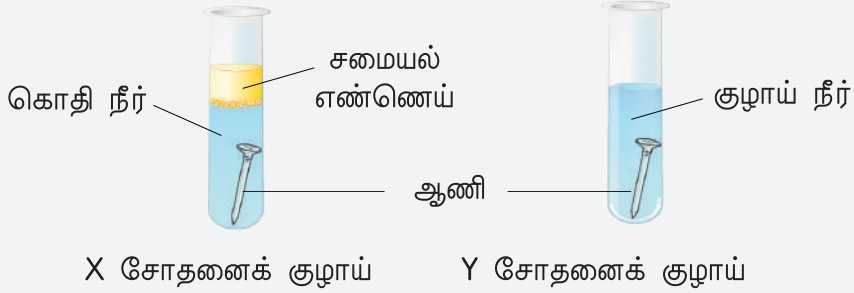 சமையல்
எண்ணெய்
கொதி நீர்
குழாய் நீர்
ஆணி
X சோதனைக் குழாய்
Y சோதனைக் குழாய்